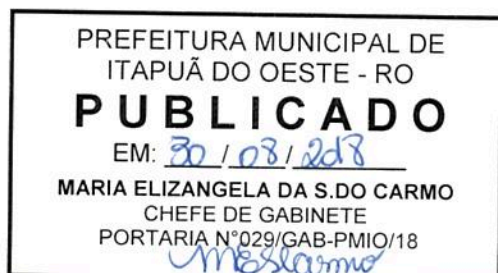 PREFEITURA MUNICIPAL DE
ITAPUÃ DO OESTE - RO
PUBLICADO
EM: 30 / 08 / 2018
MARIA ELIZANGELA DA S.DO CARMO
CHEFE DE GABINETE
PORTARIA N°029/GAB-PMIO/18